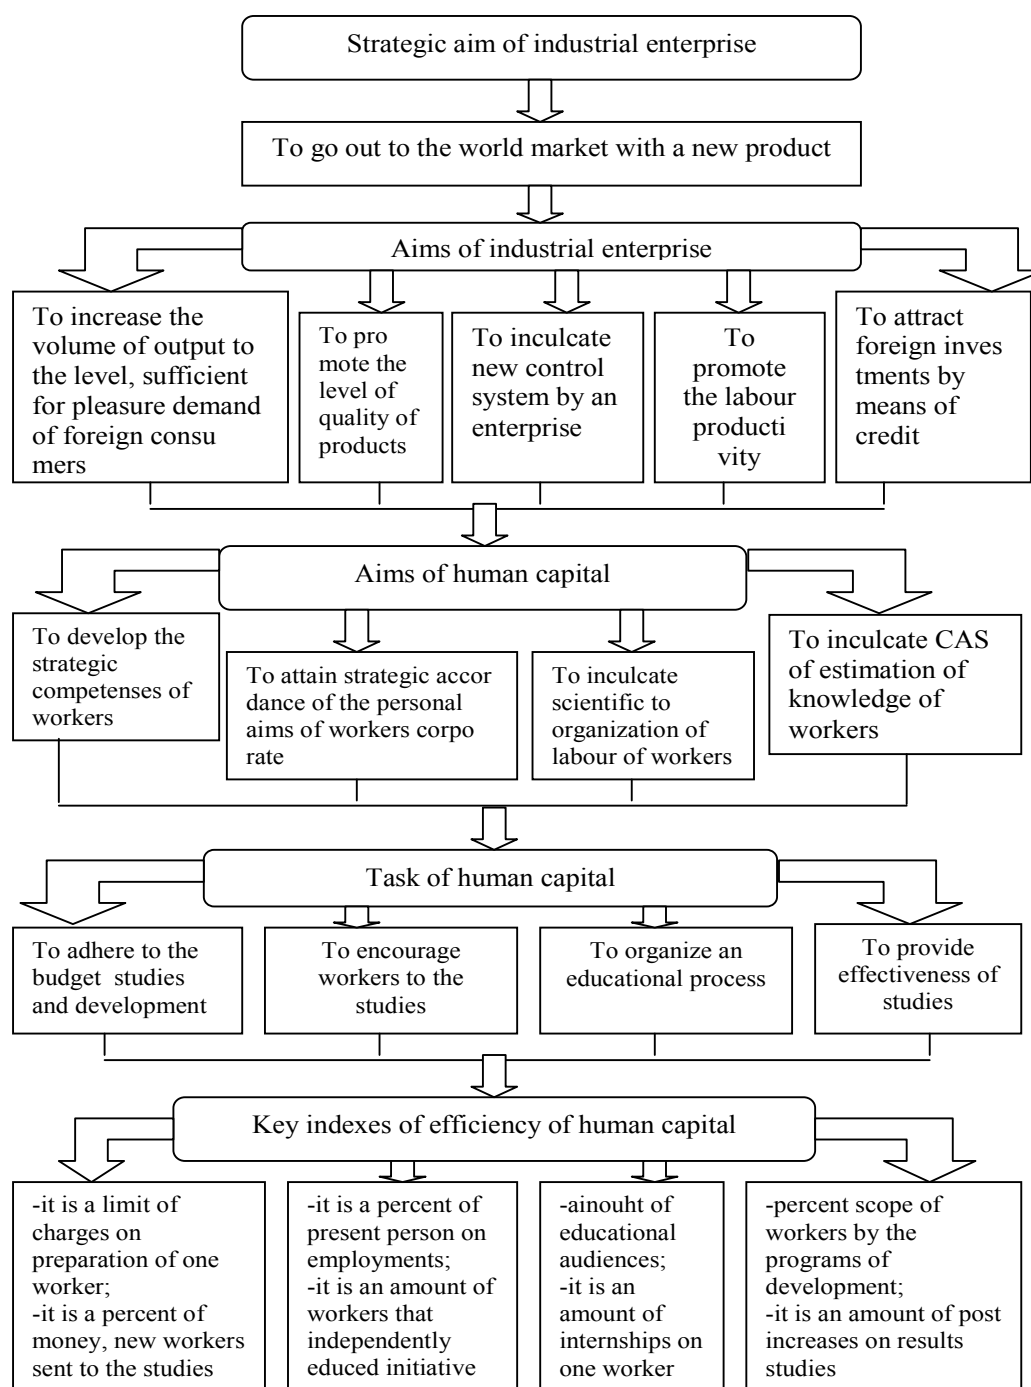 Strategic aim of industrial enterprise
To go out to the world market with a new product
Aims of industrial enterprise
To increase the
volume of output to
the level, sufficient
for pleasure demand
of foreign consu
mers
To pro
mote the
level of
quality of
products
To inculcate
new control
system by an
enterprise
To
promote
the labour
producti
vity
To attract
foreign inves
tments by
means of
credit
Aims of human capital
To develop the
strategic
competenses of
workers
To attain strategic accor
dance of the personal
aims of workers corpo
rate
To inculcate
scientific to
organization of
labour of workers
To inculcate CAS
of estimation of
knowledge of
workers
Task of human capital
To adhere to the
budget studies
and development
To encourage
workers to the
studies
To organize an
educational process
To provide
effectiveness of
studies
Key indexes of efficiency of human capital
-it is a limit of
charges on
preparation of one
worker;
-it is a percent of
money, new workers
sent to the studies
-it is a percent of
present person on
employments;
-it is an amount of
workers that
independently
educed initiative
-ainouht of
educational
audiences;
-it is an
amount of
internships on
one worker
-percent scope of
workers by the
programs of
development;
-it is an amount of post
increases on results
studies